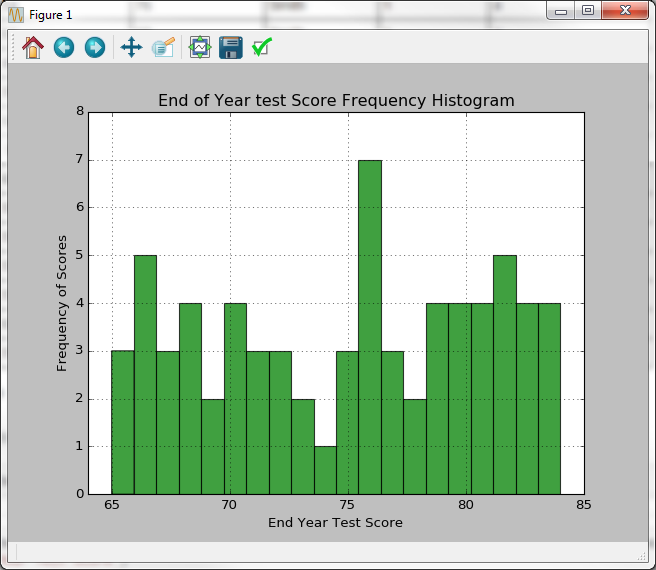 Figure 1
End of Year test Score Frequency Histogram
Frequency of Scores
8
7
6
5
4
3
2
1
0
65 70 75 80 85
End Year Test Score